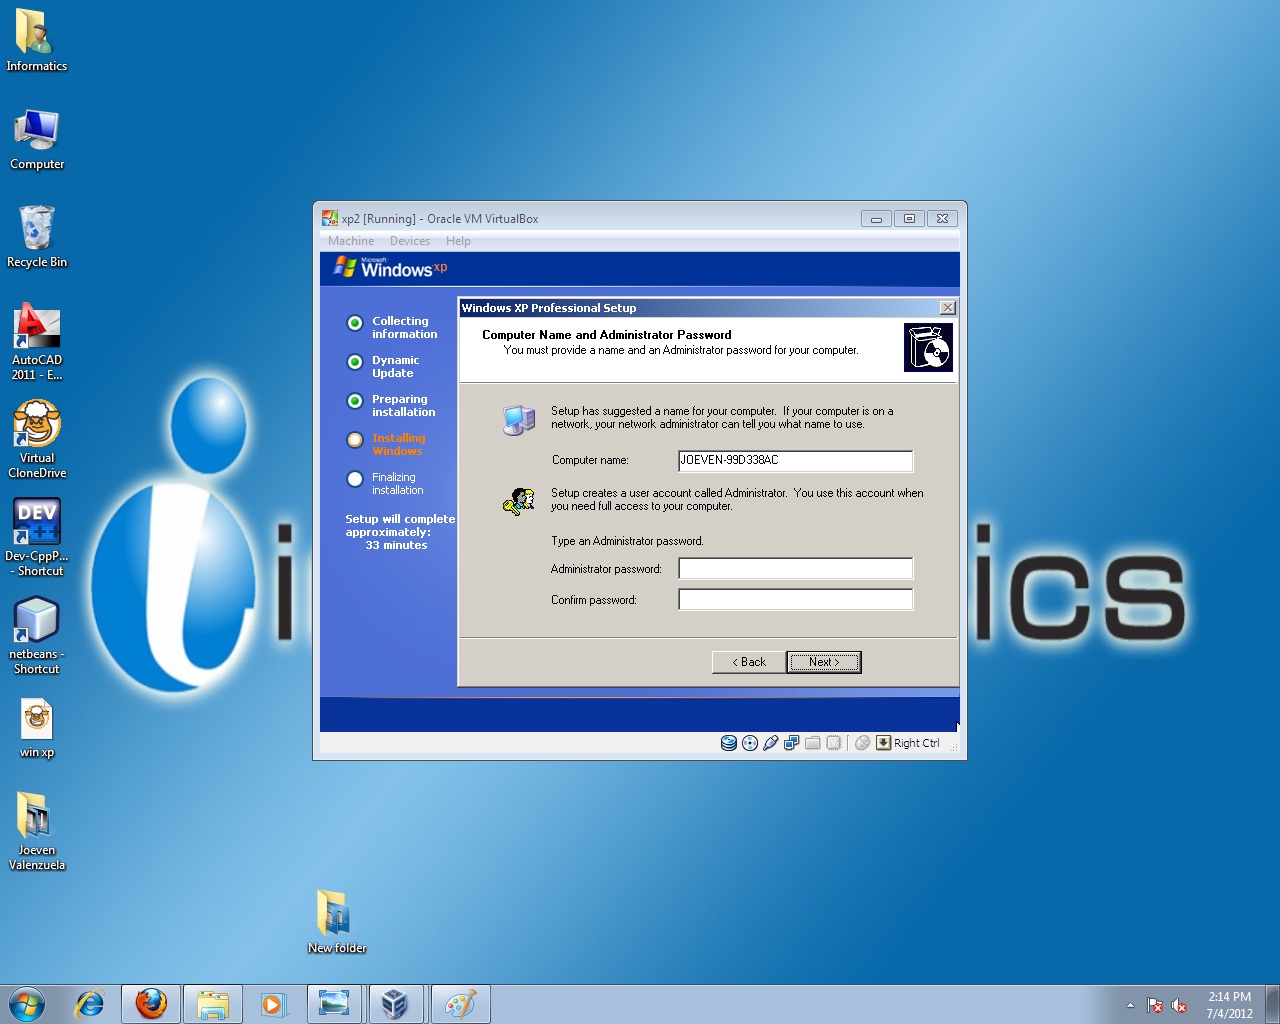 Informatics
Computer
Recycle Bin
AutoCAD
2011 - E...
Virtual
CloneDrive
DEV
C++
Dev-CppP...
- Shortcut
netbeans -
Shortcut
win xp
Joeven
Valenzuela
New folder
xp2 [Running] - Oracle VM VirtualBox
Machine Devices Help
Microsoft
Windows xp
Collecting
information
Dynamic
Update
Preparing
installation
Installing
Windows
Finalizing
installation
Setup will complete
approximately:
33 minutes
Windows XP Professional Setup
Computer Name and Administrator Password
You must provide a name and an Administrator password for your computer.
Setup has suggested a name for your computer. If your computer is on a
network, your network administrator can tell you what name to use.
Computer name: JOEVEN-99D338AC
Setup creates a user account called Administrator. You use this account when
you need full access to your computer.
Type an Administrator password.
Administrator password:
Confirm password:
< Back Next >
Right Ctrl
ics
2:14 PM
7/4/2012